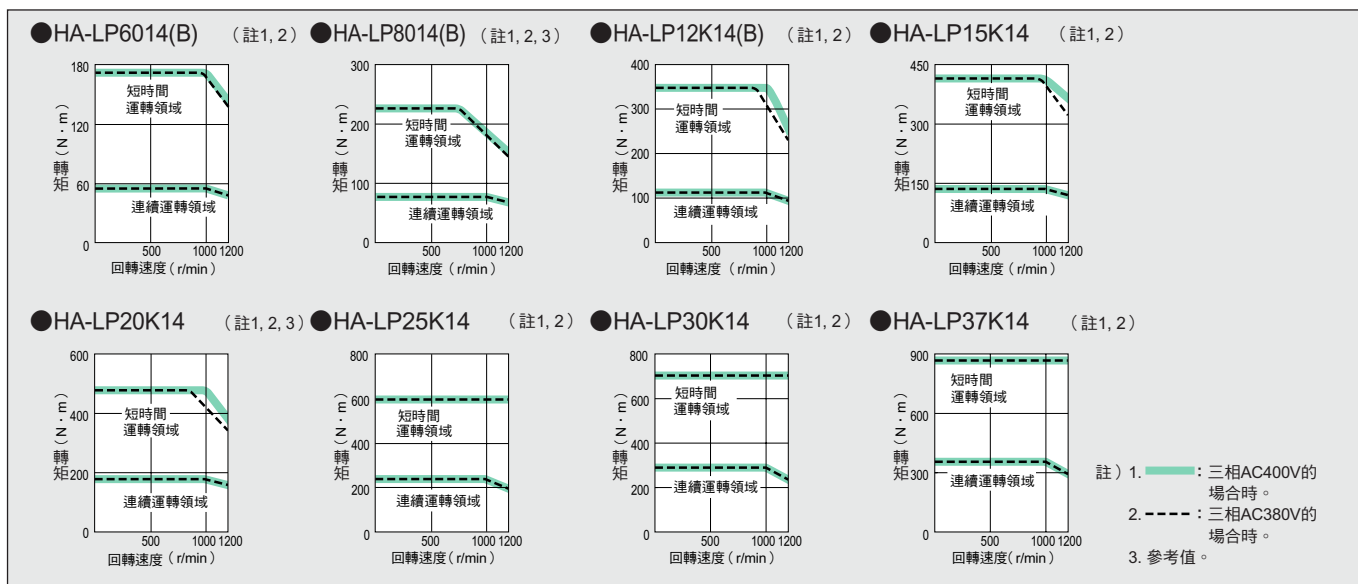 ●HA-LP6014(B) （註1, 2）
180
120
60
0
轉矩（N・m）
短時間
運轉領域
連續運轉領域
500 1000 1200
回轉速度（r/min）
●HA-LP8014(B) （註1, 2, 3）
300
200
100
0
轉矩（N・m）
短時間
運轉領域
連續運轉領域
500 1000 1200
回轉速度（r/min）
●HA-LP12K14(B) （註1, 2）
400
300
200
100
0
轉矩（N・m）
短時間
運轉領域
連續運轉領域
500 1000 1200
回轉速度（r/min）
●HA-LP15K14 （註1, 2）
450
300
150
0
轉矩（N・m）
短時間
運轉領域
連續運轉領域
500 1000 1200
回轉速度（r/min）
●HA-LP20K14 （註1, 2, 3）
600
400
200
0
轉矩（N・m）
短時間
運轉領域
連續運轉領域
500 1000 1200
回轉速度（r/min）
●HA-LP25K14 （註1, 2）
800
600
400
200
0
轉矩（N・m）
短時間
運轉領域
連續運轉領域
500 1000 1200
回轉速度（r/min）
●HA-LP30K14 （註1, 2）
800
600
400
200
0
轉矩（N・m）
短時間
運轉領域
連續運轉領域
500 1000 1200
回轉速度（r/min）
●HA-LP37K14 （註1, 2）
900
600
300
0
轉矩（N・m）
短時間
運轉領域
連續運轉領域
500 1000 1200
回轉速度（r/min）
註）1. ：三相AC400V的
場合時。
2. ：三相AC380V的
場合時。
3. 參考值。